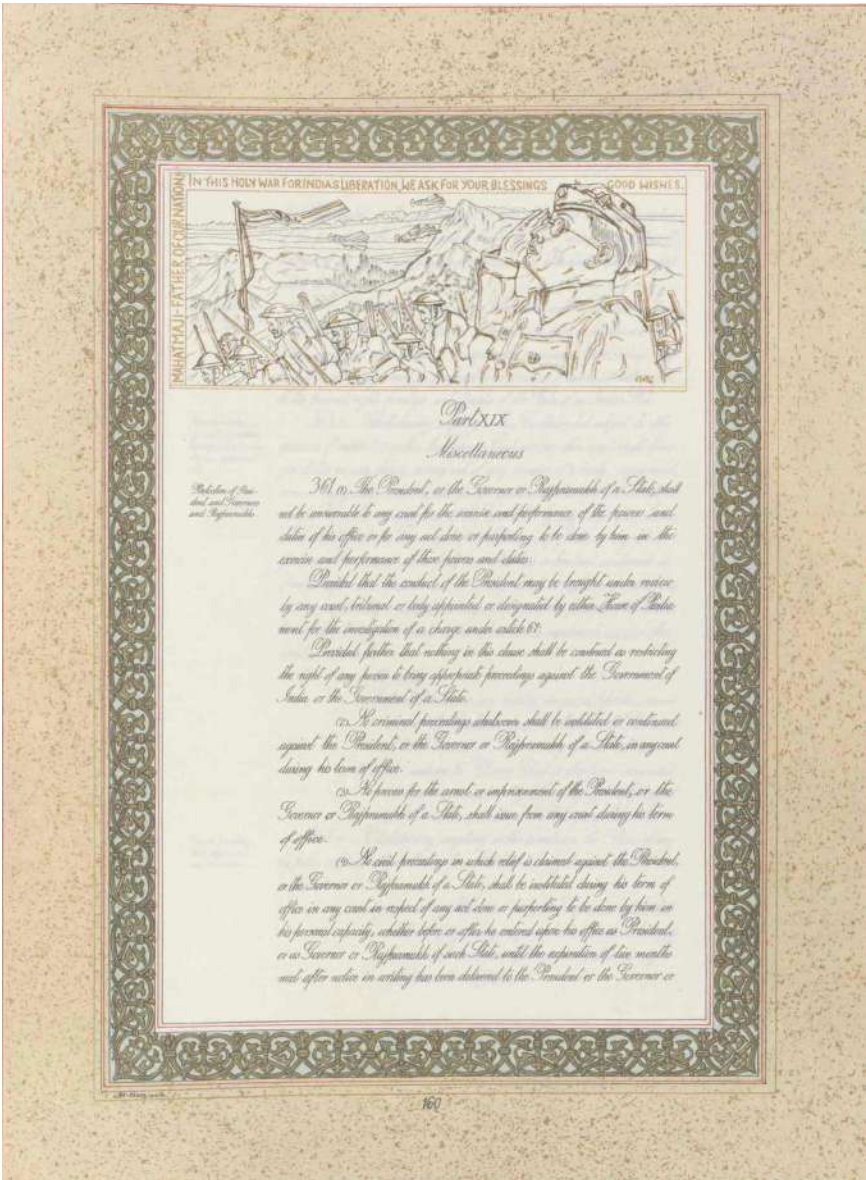 IN THIS HOLY WAR FOR INDIAS LIBERATION, WE ASK FOR YOUR BLESSINGS GOOD WISHES.
MAHATMAJI-FATHER OF OUR NATION
Part XIX
Miscellaneous
Protection of Presi-
dent and Governors
and Rajpramukhs.
361 (1) The President, or the Governor or Rajpramukh of a State, shall
not be answerable to any court for the exercise and performance of the powers and
duties of his office or for any act done or purporting to be done by him in the
exercise and performance of those powers and duties:
Provided that the conduct of the President may be brought under review
by any court, tribunal or body appointed or designated by either House of Parlia-
ment for the investigation of a charge under article 61:
Provided further that nothing in this clause shall be construed as restricting
the right of any person to bring appropriate proceedings against the Government of
India or the Government of a State.
(2) No criminal proceedings whatsoever shall be instituted or continued
against the President, or the Governor or Rajpramukh of a State, in any court
during his term of office.
(3) No process for the arrest or imprisonment of the President, or the
Governor or Rajpramukh of a State, shall issue from any court during his term
of office.
(4) No civil proceedings in which relief is claimed against the President,
or the Governor or Rajpramukh of a State, shall be instituted during his term of
office in any court in respect of any act done or purporting to be done by him in
his personal capacity, whether before or after he entered upon his office as President,
or as Governor or Rajpramukh of such State, until the expiration of two months
next after notice in writing has been delivered to the President or the Governor or
160